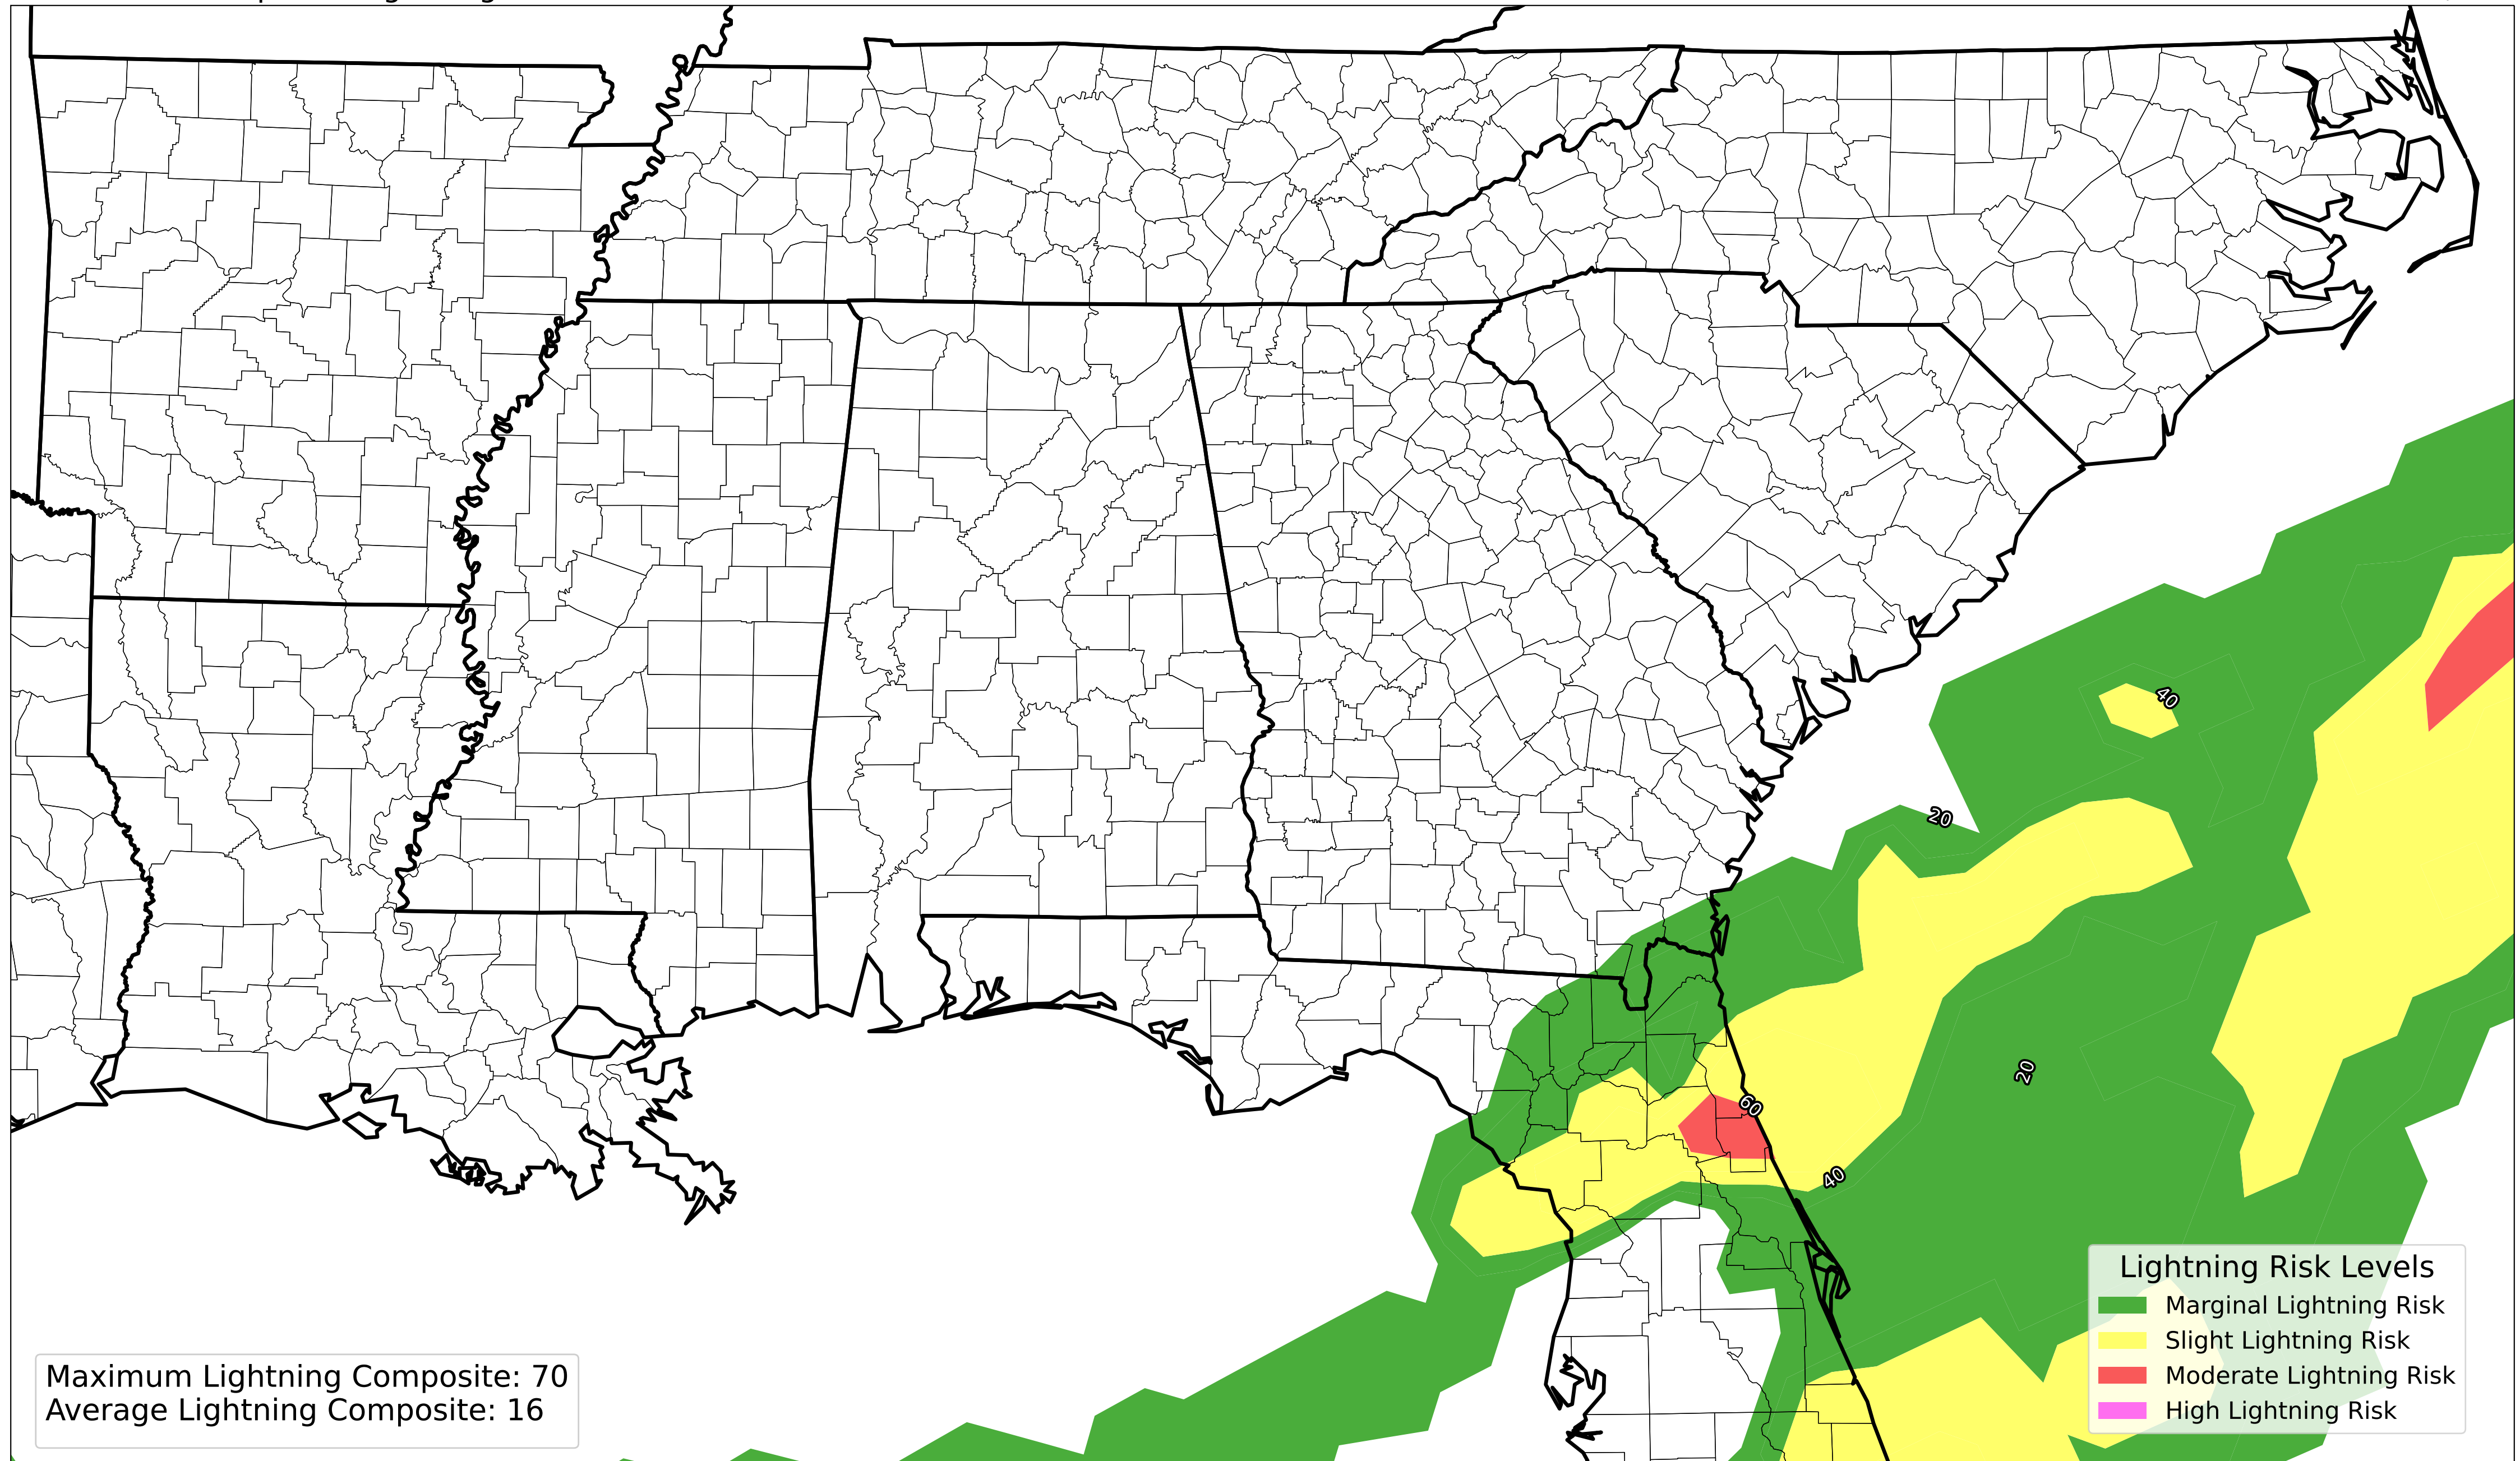 40
20
20
60
40
Lightning Risk Levels
Marginal Lightning Risk
Slight Lightning Risk
Moderate Lightning Risk
High Lightning Risk
Maximum Lightning Composite: 70
Average Lightning Composite: 16